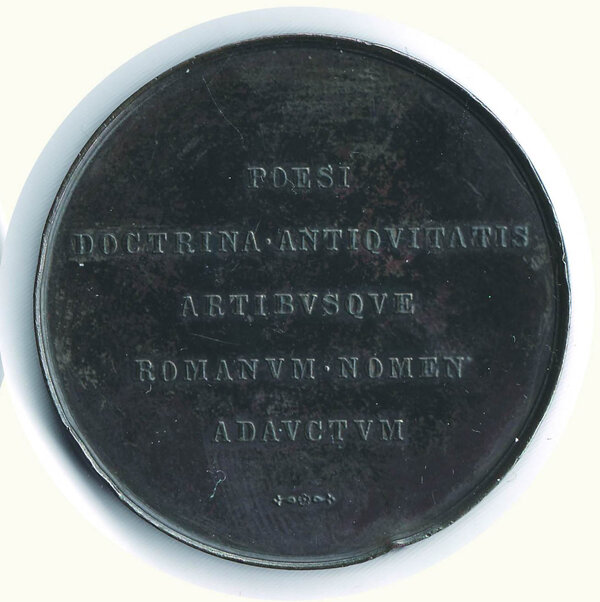 POESI
DOCTRINA·ANTIQVITATIS
ARTIBVSQVE
ROMANVM·NOMEN
ADAVCTVM